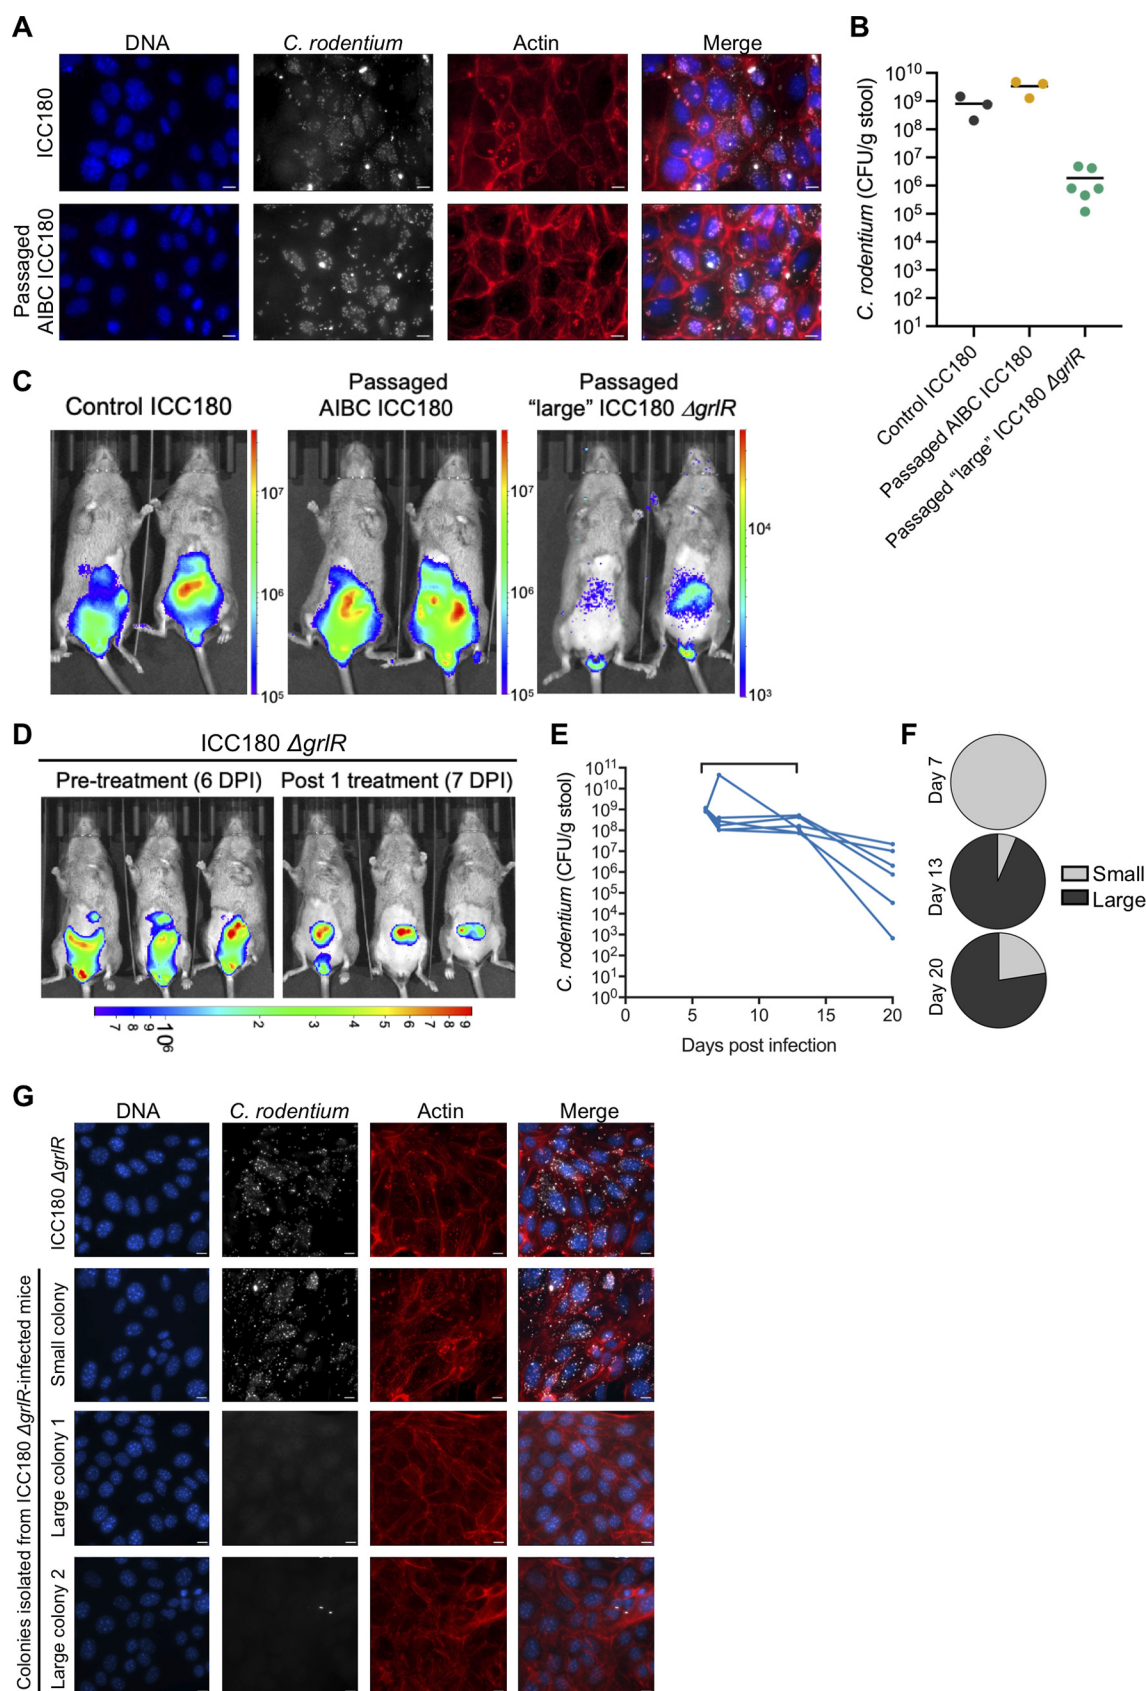 A
DNA
C. rodentium
Actin
Merge
ICC180
Passaged
AIBC ICC180
B
C. rodentium (CFU/g stool)
10¹⁰
10⁹
10⁸
10⁷
10⁶
10⁵
10⁴
10³
10²
10¹
Control ICC180
Passaged AIBC ICC180
Passaged “large” ICC180 ΔgrlR
C
Control ICC180
10⁷
10⁶
10⁵
Passaged
AIBC ICC180
10⁷
10⁶
10⁵
Passaged
“large” ICC180 ΔgrlR
10⁴
10³
D
ICC180 ΔgrlR
Pre-treatment (6 DPI)
Post 1 treatment (7 DPI)
7 8 9 10⁶ 2 3 4 5 6 7 8 9
E
C. rodentium (CFU/g stool)
10¹¹
10¹⁰
10⁹
10⁸
10⁷
10⁶
10⁵
10⁴
10³
10²
10¹
10⁰
0 5 10 15 20
Days post infection
F
Day 7
Day 13
Day 20
Small
Large
G
DNA
C. rodentium
Actin
Merge
ICC180 ΔgrlR
Colonies isolated from ICC180 ΔgrlR-infected mice
Small colony
Large colony 1
Large colony 2